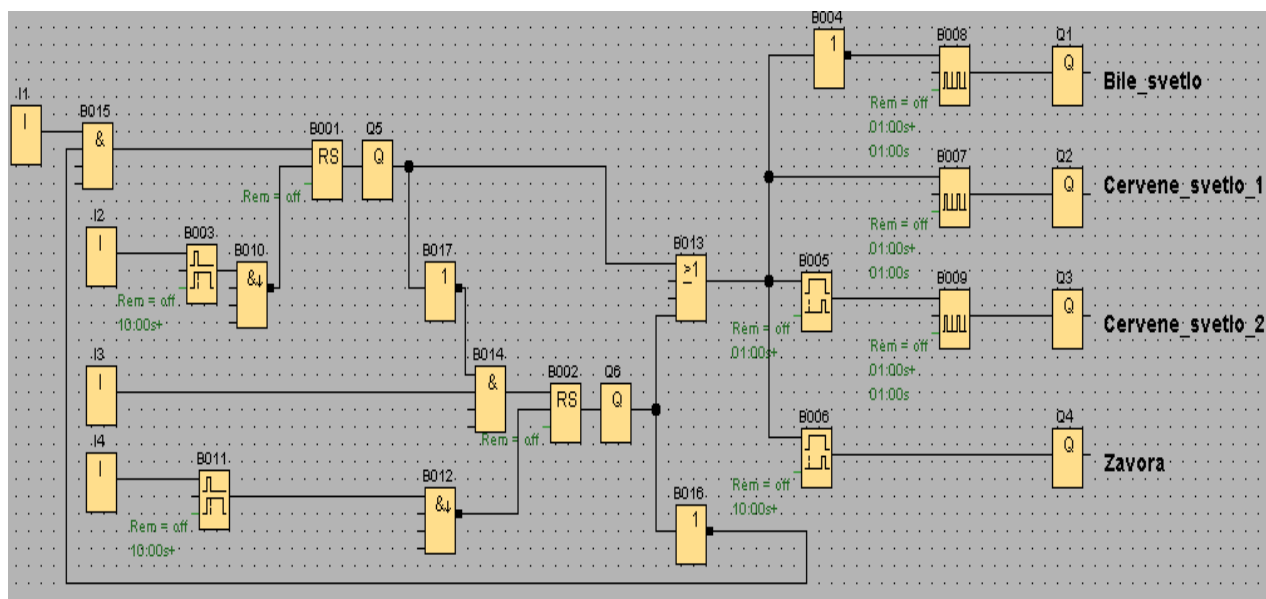 B004
1
B008
Q1
Q
Bile_svetlo
Rem = off
01:00s+
01:00s
I1
I
B015
&
B001
RS
Rem = off
Q5
Q
B007
Q2
Q
Cervene_svetlo_1
Rem = off
01:00s+
01:00s
I2
I
B003
Rem = off
10:00s+
B010
&↓
B017
1
B013
≥1
B005
Rem = off
01:00s+
B009
Q3
Q
Cervene_svetlo_2
Rem = off
01:00s+
01:00s
I3
I
B014
&
B002
RS
Rem = off
Q6
Q
B006
Rem = off
10:00s+
Q4
Q
Zavora
I4
I
B011
Rem = off
10:00s+
B012
&↓
B016
1